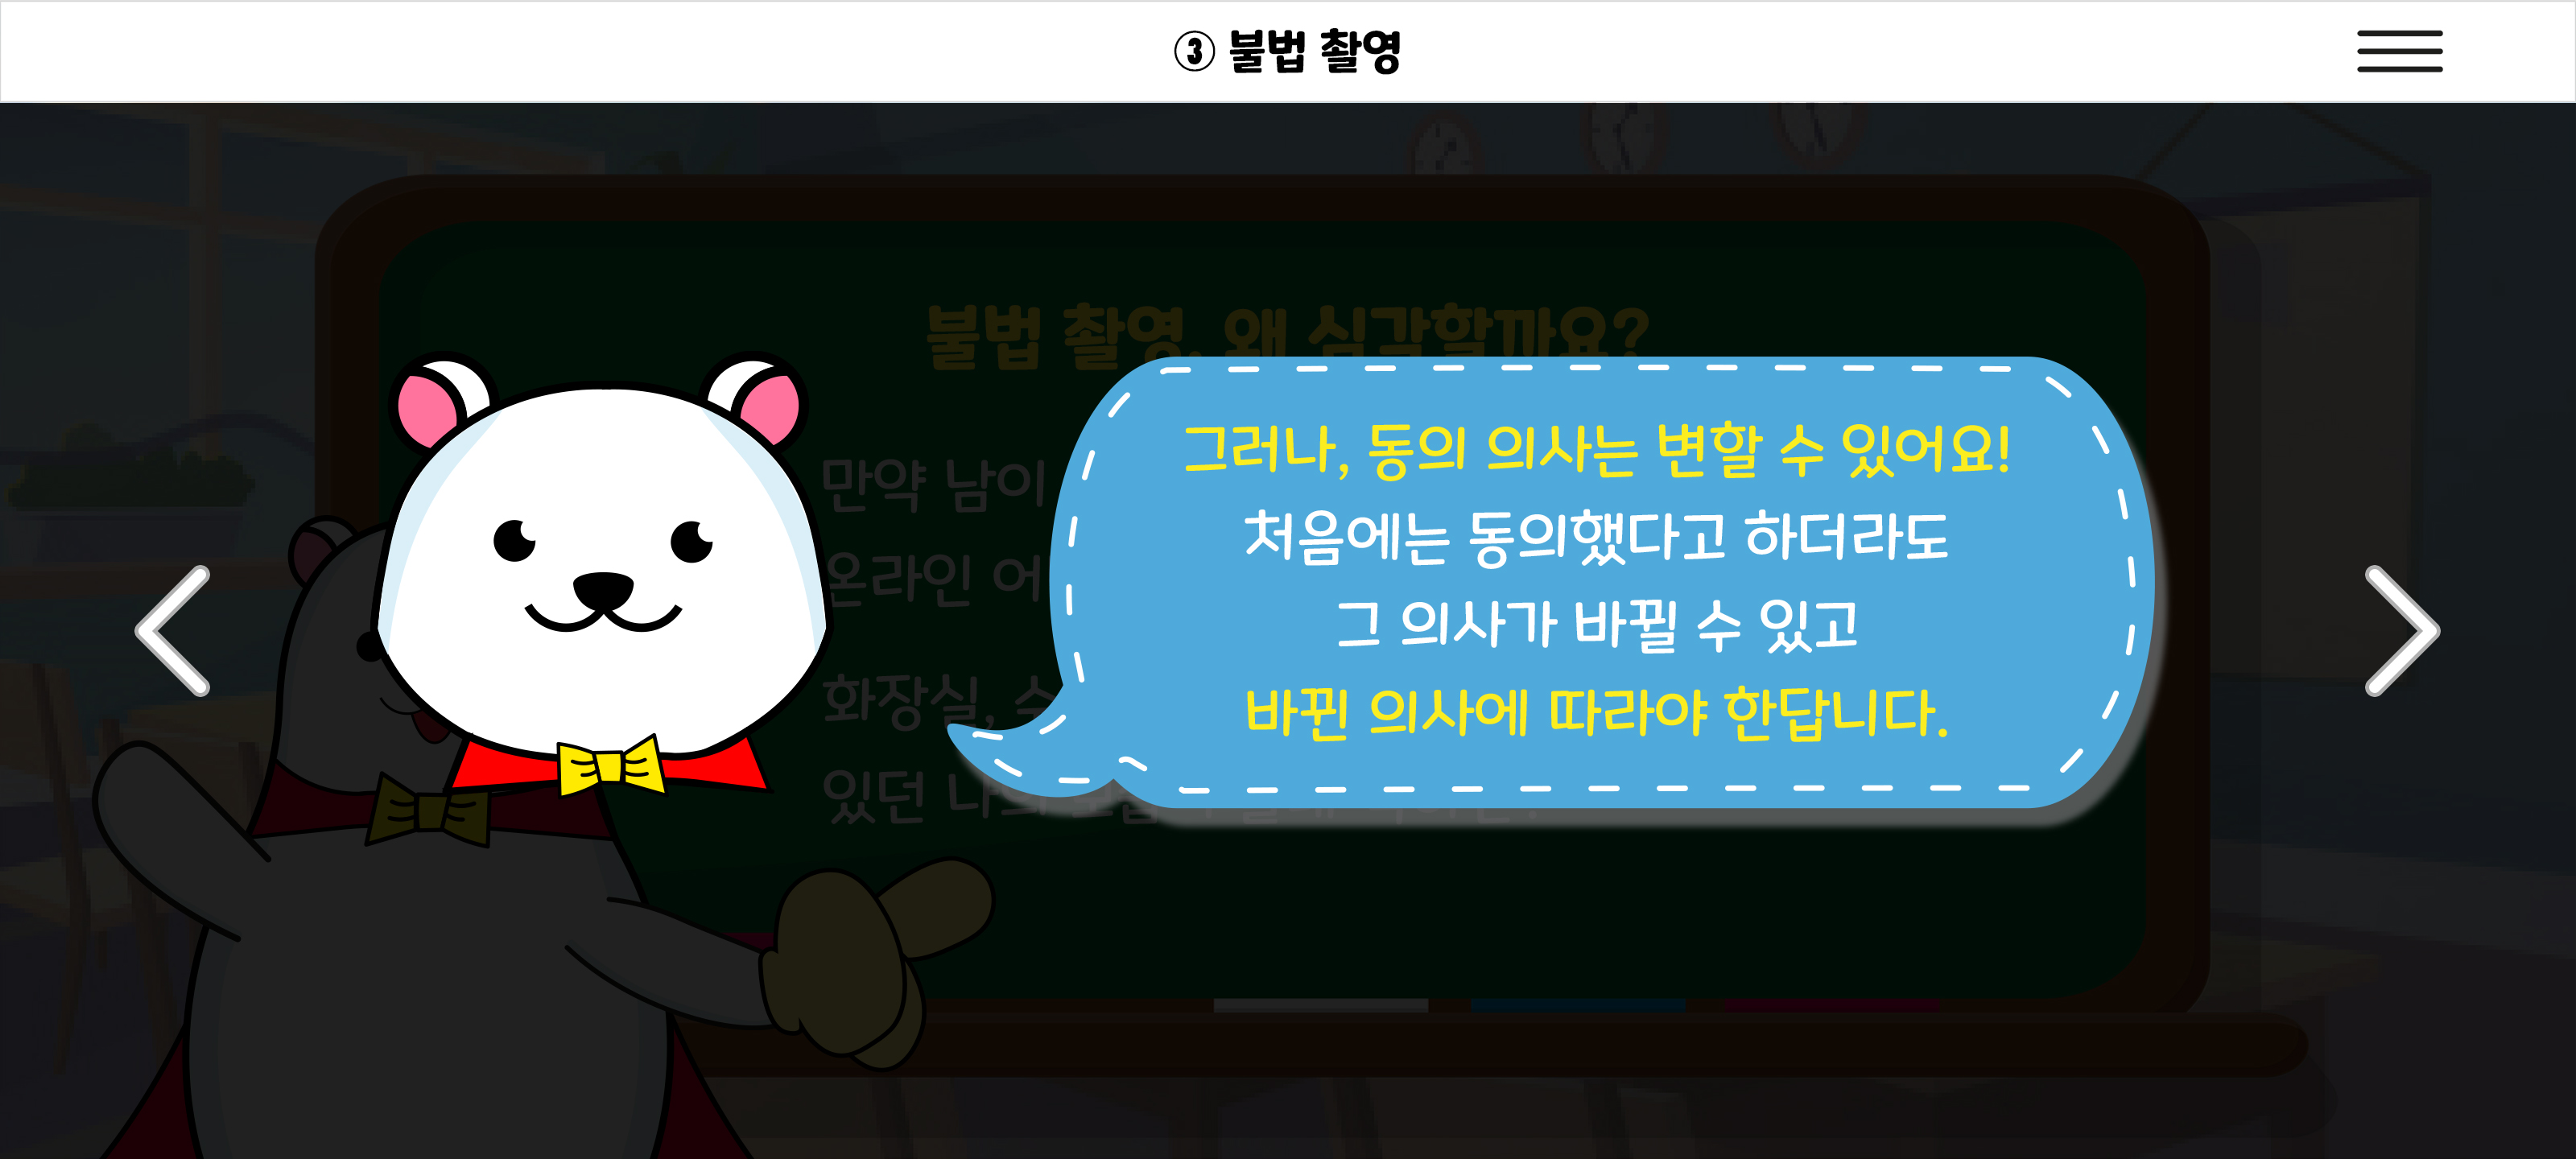 ③ 불법 촬영
불법 촬영, 왜 심각할까요?
그러나, 동의 의사는 변할 수 있어요!
처음에는 동의했다고 하더라도
그 의사가 바뀔 수 있고
바뀐 의사에 따라야 한답니다.
만약 남이
온라인 어
화장실, 수
있던 나의